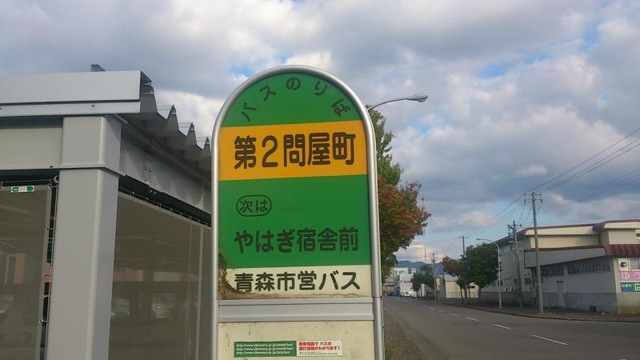 バスのりば
第2問屋町
次は
やはぎ宿舎前
青森市営バス